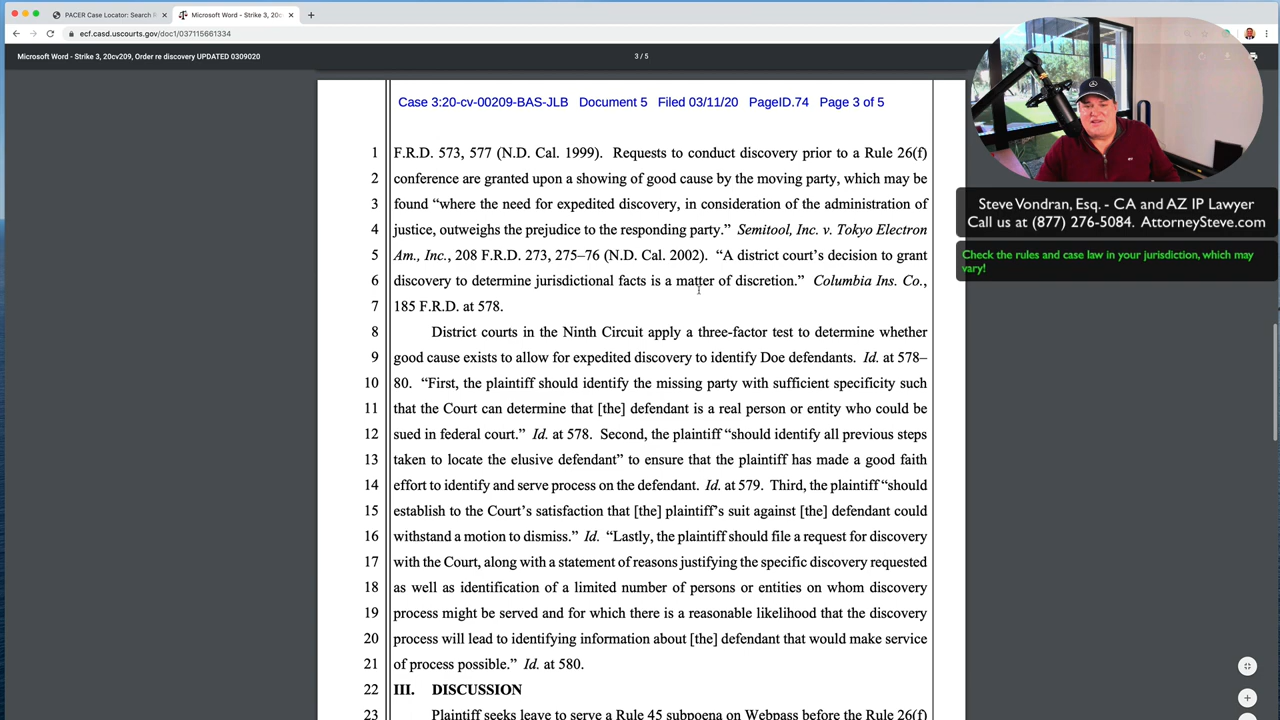 PACER Case Locator: Search R
Microsoft Word - Strike 3, 20c
ecf.casd.uscourts.gov/doc1/037115661334
Microsoft Word - Strike 3, 20cv209, Order re discovery UPDATED 0309020
3/5
Case 3:20-cv-00209-BAS-JLB Document 5 Filed 03/11/20 PageID.74 Page 3 of 5
1 F.R.D. 573, 577 (N.D. Cal. 1999). Requests to conduct discovery prior to a Rule 26(f)
2 conference are granted upon a showing of good cause by the moving party, which may be
3 found “where the need for expedited discovery, in consideration of the administration of
4 justice, outweighs the prejudice to the responding party.” Semitool, Inc. v. Tokyo Electron
5 Am., Inc., 208 F.R.D. 273, 275–76 (N.D. Cal. 2002). “A district court’s decision to grant
6 discovery to determine jurisdictional facts is a matter of discretion.” Columbia Ins. Co.,
7 185 F.R.D. at 578.
8 District courts in the Ninth Circuit apply a three-factor test to determine whether
9 good cause exists to allow for expedited discovery to identify Doe defendants. Id. at 578–
10 80. “First, the plaintiff should identify the missing party with sufficient specificity such
11 that the Court can determine that [the] defendant is a real person or entity who could be
12 sued in federal court.” Id. at 578. Second, the plaintiff “should identify all previous steps
13 taken to locate the elusive defendant” to ensure that the plaintiff has made a good faith
14 effort to identify and serve process on the defendant. Id. at 579. Third, the plaintiff “should
15 establish to the Court’s satisfaction that [the] plaintiff’s suit against [the] defendant could
16 withstand a motion to dismiss.” Id. “Lastly, the plaintiff should file a request for discovery
17 with the Court, along with a statement of reasons justifying the specific discovery requested
18 as well as identification of a limited number of persons or entities on whom discovery
19 process might be served and for which there is a reasonable likelihood that the discovery
20 process will lead to identifying information about [the] defendant that would make service
21 of process possible.” Id. at 580.
22 III. DISCUSSION
23 Plaintiff seeks leave to serve a Rule 45 subpoena on Webpass before the Rule 26(f)
Steve Vondran, Esq. - CA and AZ IP Lawyer
Call us at (877) 276-5084. AttorneySteve.com
Check the rules and case law in your jurisdiction, which may
vary!